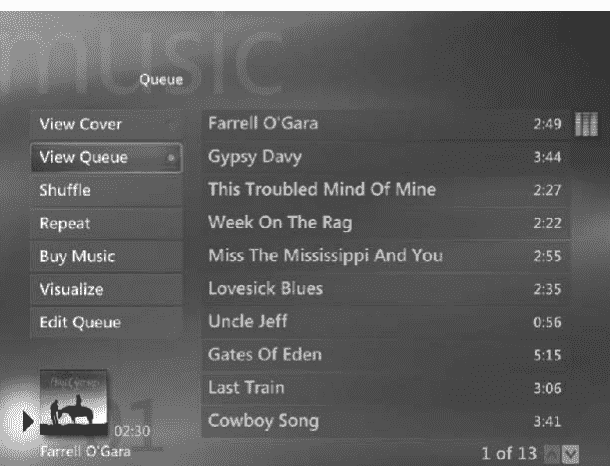 music
Queue
View Cover
View Queue
Shuffle
Repeat
Buy Music
Visualize
Edit Queue
Farrell O'Gara 2:49
Gypsy Davy 3:44
This Troubled Mind Of Mine 2:27
Week On The Rag 2:22
Miss The Mississippi And You 2:55
Lovesick Blues 2:35
Uncle Jeff 0:56
Gates Of Eden 5:15
Last Train 3:06
Cowboy Song 3:41
02:30
Farrell O'Gara
1 of 13